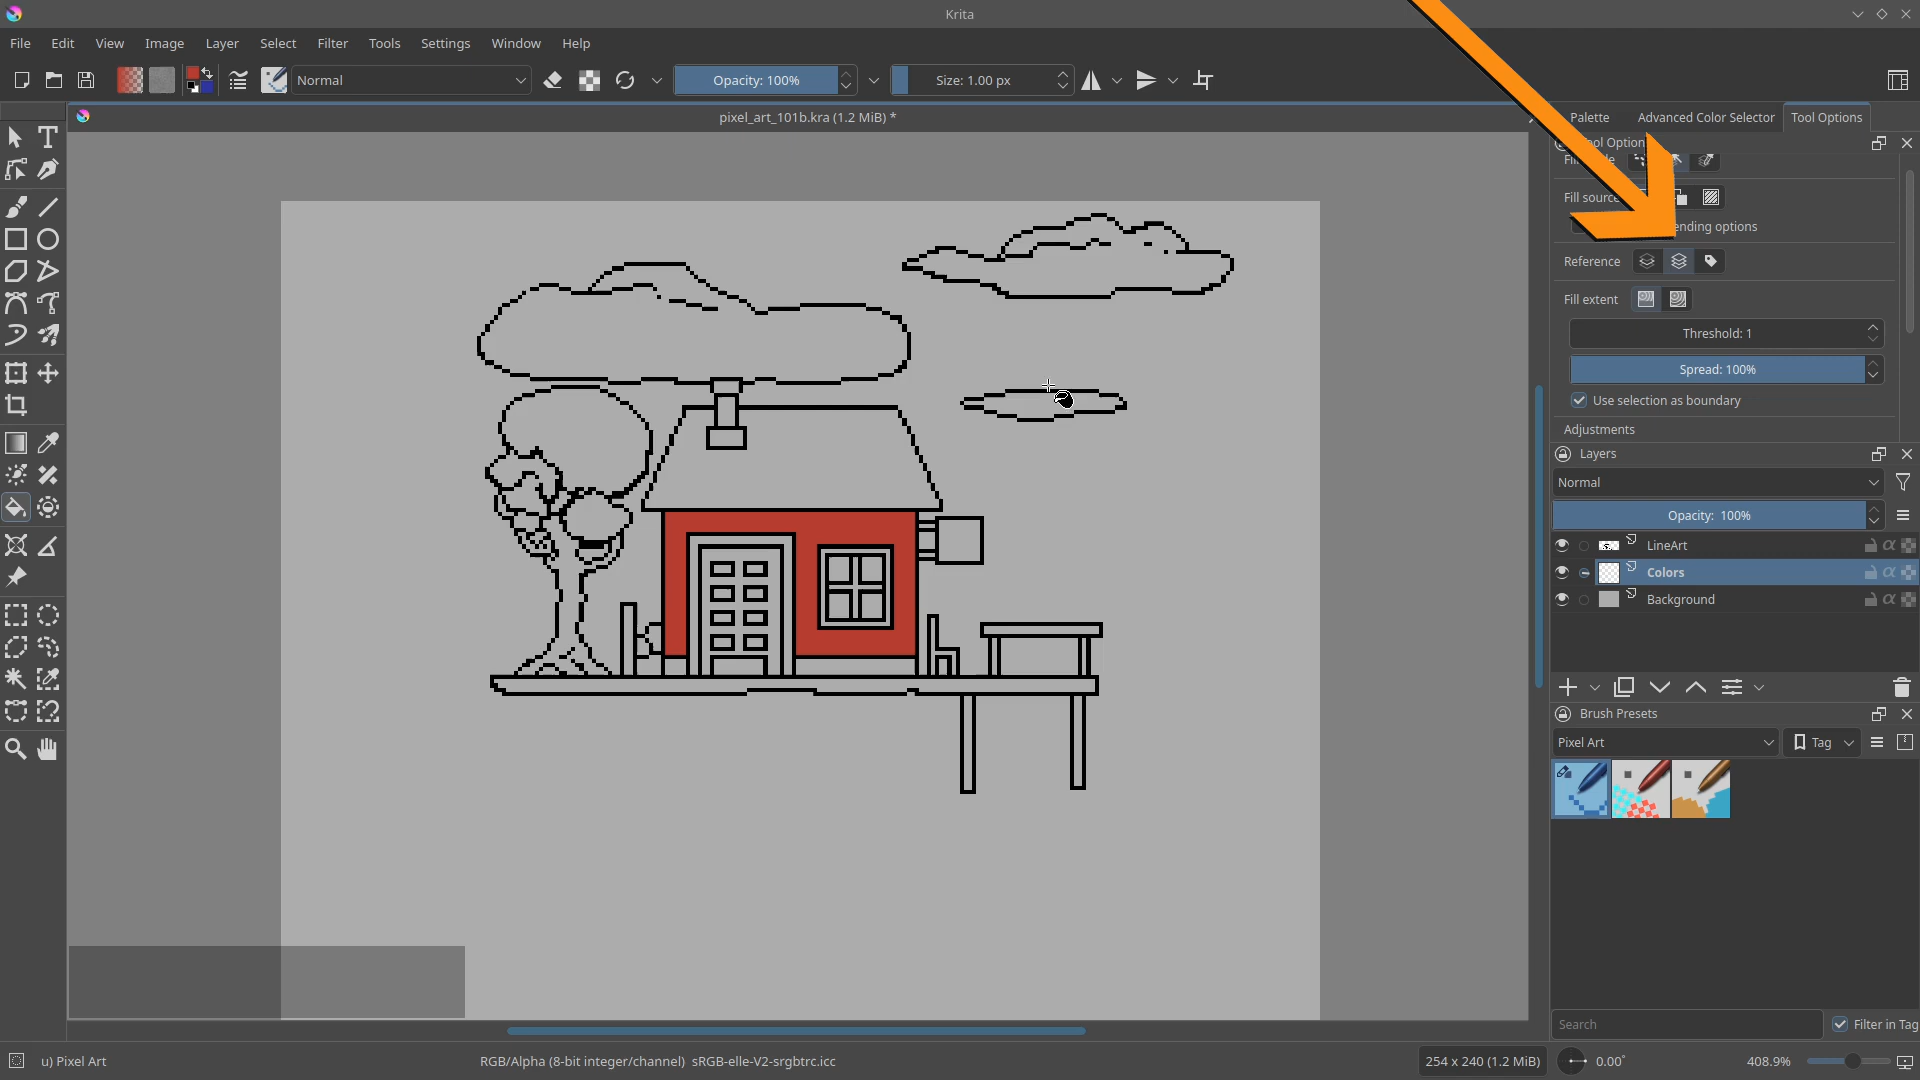 Krita
File Edit View Image Layer Select Filter Tools Settings Window Help
Normal
Opacity: 100%
Size: 1.00 px
pixel_art_101b.kra (1.2 MiB) *
Palette Advanced Color Selector Tool Options
Fill source
ending options
Reference
Fill extent
Threshold: 1
Spread: 100%
Use selection as boundary
Adjustments
Layers
Normal
Opacity: 100%
LineArt
Colors
Background
Brush Presets
Pixel Art
Tag
Search
Filter in Tag
u) Pixel Art
RGB/Alpha (8-bit integer/channel) sRGB-elle-V2-srgbtrc.icc
254 x 240 (1.2 MiB)
0.00°
408.9%